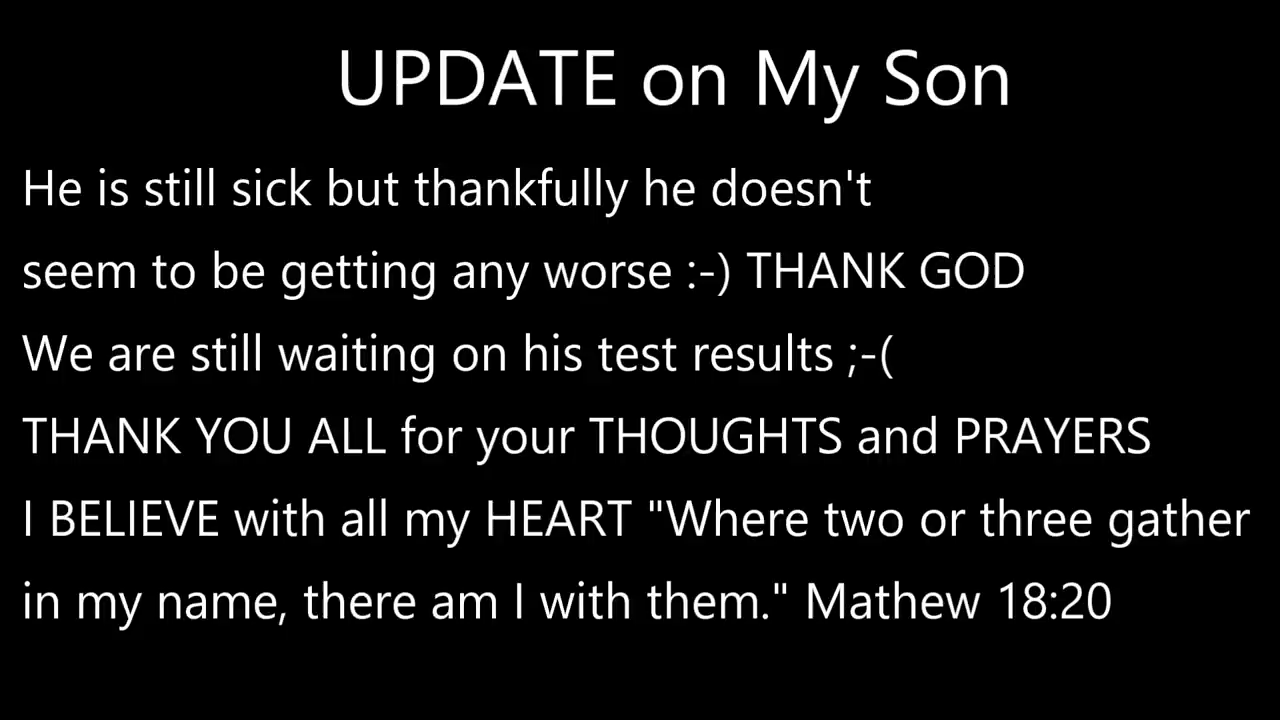 UPDATE on My Son
He is still sick but thankfully he doesn't
seem to be getting any worse :-) THANK GOD
We are still waiting on his test results ;-(
THANK YOU ALL for your THOUGHTS and PRAYERS
I BELIEVE with all my HEART "Where two or three gather
in my name, there am I with them." Mathew 18:20